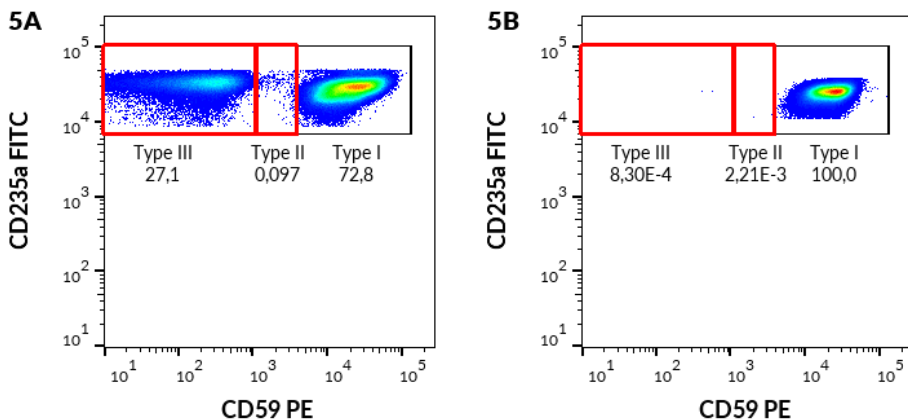 5A
10^5
10^4
10^3
10^2
10^1
CD235a FITC
Type III
27,1
Type II
0,097
Type I
72,8
10^1 10^2 10^3 10^4 10^5
CD59 PE
5B
10^5
10^4
10^3
10^2
10^1
CD235a FITC
Type III
8,30E-4
Type II
2,21E-3
Type I
100,0
10^1 10^2 10^3 10^4 10^5
CD59 PE